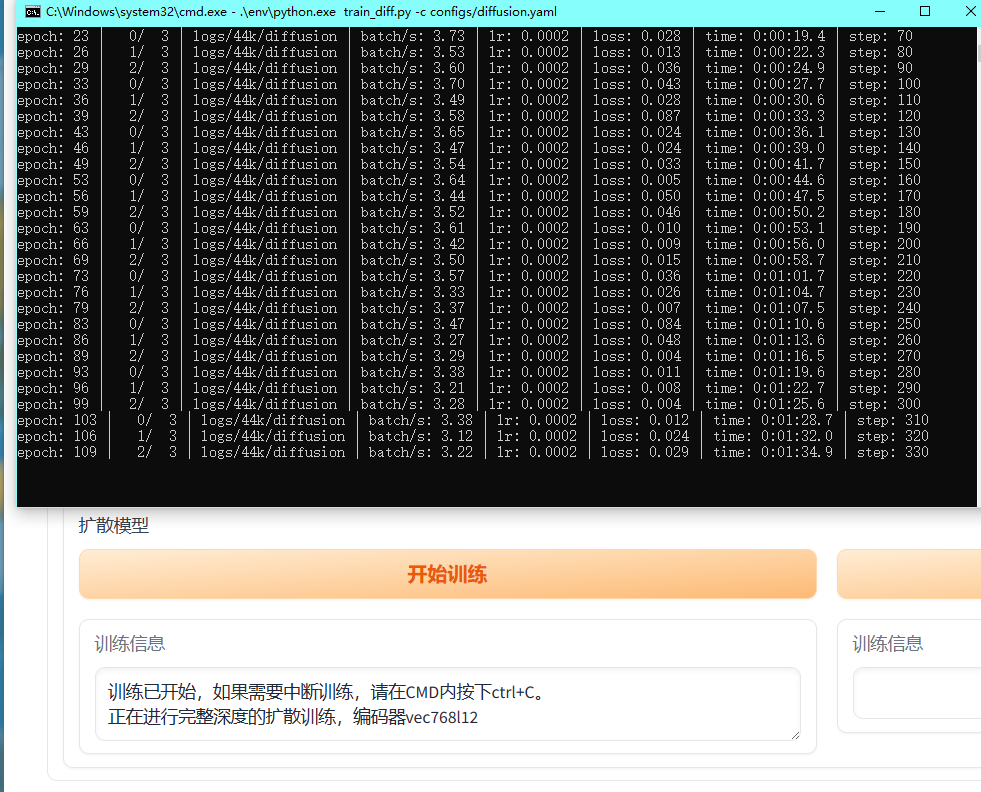 C:\Windows\system32\cmd.exe - .\env\python.exe  train_diff.py -c configs/diffusion.yaml
epoch: 23 | 0/ 3 | logs/44k/diffusion | batch/s: 3.73 | lr: 0.0002 | loss: 0.028 | time: 0:00:19.4 | step: 70
epoch: 26 | 1/ 3 | logs/44k/diffusion | batch/s: 3.53 | lr: 0.0002 | loss: 0.013 | time: 0:00:22.3 | step: 80
epoch: 29 | 2/ 3 | logs/44k/diffusion | batch/s: 3.60 | lr: 0.0002 | loss: 0.036 | time: 0:00:24.9 | step: 90
epoch: 33 | 0/ 3 | logs/44k/diffusion | batch/s: 3.70 | lr: 0.0002 | loss: 0.043 | time: 0:00:27.7 | step: 100
epoch: 36 | 1/ 3 | logs/44k/diffusion | batch/s: 3.49 | lr: 0.0002 | loss: 0.028 | time: 0:00:30.6 | step: 110
epoch: 39 | 2/ 3 | logs/44k/diffusion | batch/s: 3.58 | lr: 0.0002 | loss: 0.087 | time: 0:00:33.3 | step: 120
epoch: 43 | 0/ 3 | logs/44k/diffusion | batch/s: 3.65 | lr: 0.0002 | loss: 0.024 | time: 0:00:36.1 | step: 130
epoch: 46 | 1/ 3 | logs/44k/diffusion | batch/s: 3.47 | lr: 0.0002 | loss: 0.024 | time: 0:00:39.0 | step: 140
epoch: 49 | 2/ 3 | logs/44k/diffusion | batch/s: 3.54 | lr: 0.0002 | loss: 0.033 | time: 0:00:41.7 | step: 150
epoch: 53 | 0/ 3 | logs/44k/diffusion | batch/s: 3.64 | lr: 0.0002 | loss: 0.005 | time: 0:00:44.6 | step: 160
epoch: 56 | 1/ 3 | logs/44k/diffusion | batch/s: 3.44 | lr: 0.0002 | loss: 0.050 | time: 0:00:47.5 | step: 170
epoch: 59 | 2/ 3 | logs/44k/diffusion | batch/s: 3.52 | lr: 0.0002 | loss: 0.046 | time: 0:00:50.2 | step: 180
epoch: 63 | 0/ 3 | logs/44k/diffusion | batch/s: 3.61 | lr: 0.0002 | loss: 0.010 | time: 0:00:53.1 | step: 190
epoch: 66 | 1/ 3 | logs/44k/diffusion | batch/s: 3.42 | lr: 0.0002 | loss: 0.009 | time: 0:00:56.0 | step: 200
epoch: 69 | 2/ 3 | logs/44k/diffusion | batch/s: 3.50 | lr: 0.0002 | loss: 0.015 | time: 0:00:58.7 | step: 210
epoch: 73 | 0/ 3 | logs/44k/diffusion | batch/s: 3.57 | lr: 0.0002 | loss: 0.036 | time: 0:01:01.7 | step: 220
epoch: 76 | 1/ 3 | logs/44k/diffusion | batch/s: 3.33 | lr: 0.0002 | loss: 0.026 | time: 0:01:04.7 | step: 230
epoch: 79 | 2/ 3 | logs/44k/diffusion | batch/s: 3.37 | lr: 0.0002 | loss: 0.007 | time: 0:01:07.5 | step: 240
epoch: 83 | 0/ 3 | logs/44k/diffusion | batch/s: 3.47 | lr: 0.0002 | loss: 0.084 | time: 0:01:10.6 | step: 250
epoch: 86 | 1/ 3 | logs/44k/diffusion | batch/s: 3.27 | lr: 0.0002 | loss: 0.048 | time: 0:01:13.6 | step: 260
epoch: 89 | 2/ 3 | logs/44k/diffusion | batch/s: 3.29 | lr: 0.0002 | loss: 0.004 | time: 0:01:16.5 | step: 270
epoch: 93 | 0/ 3 | logs/44k/diffusion | batch/s: 3.38 | lr: 0.0002 | loss: 0.011 | time: 0:01:19.6 | step: 280
epoch: 96 | 1/ 3 | logs/44k/diffusion | batch/s: 3.21 | lr: 0.0002 | loss: 0.008 | time: 0:01:22.7 | step: 290
epoch: 99 | 2/ 3 | logs/44k/diffusion | batch/s: 3.28 | lr: 0.0002 | loss: 0.004 | time: 0:01:25.6 | step: 300
epoch: 103 | 0/ 3 | logs/44k/diffusion | batch/s: 3.38 | lr: 0.0002 | loss: 0.012 | time: 0:01:28.7 | step: 310
epoch: 106 | 1/ 3 | logs/44k/diffusion | batch/s: 3.12 | lr: 0.0002 | loss: 0.024 | time: 0:01:32.0 | step: 320
epoch: 109 | 2/ 3 | logs/44k/diffusion | batch/s: 3.22 | lr: 0.0002 | loss: 0.029 | time: 0:01:34.9 | step: 330
扩散模型
开始训练
训练信息
训练已开始，如果需要中断训练，请在CMD内按下ctrl+C。
正在进行完整深度的扩散训练，编码器vec768l12
训练信息